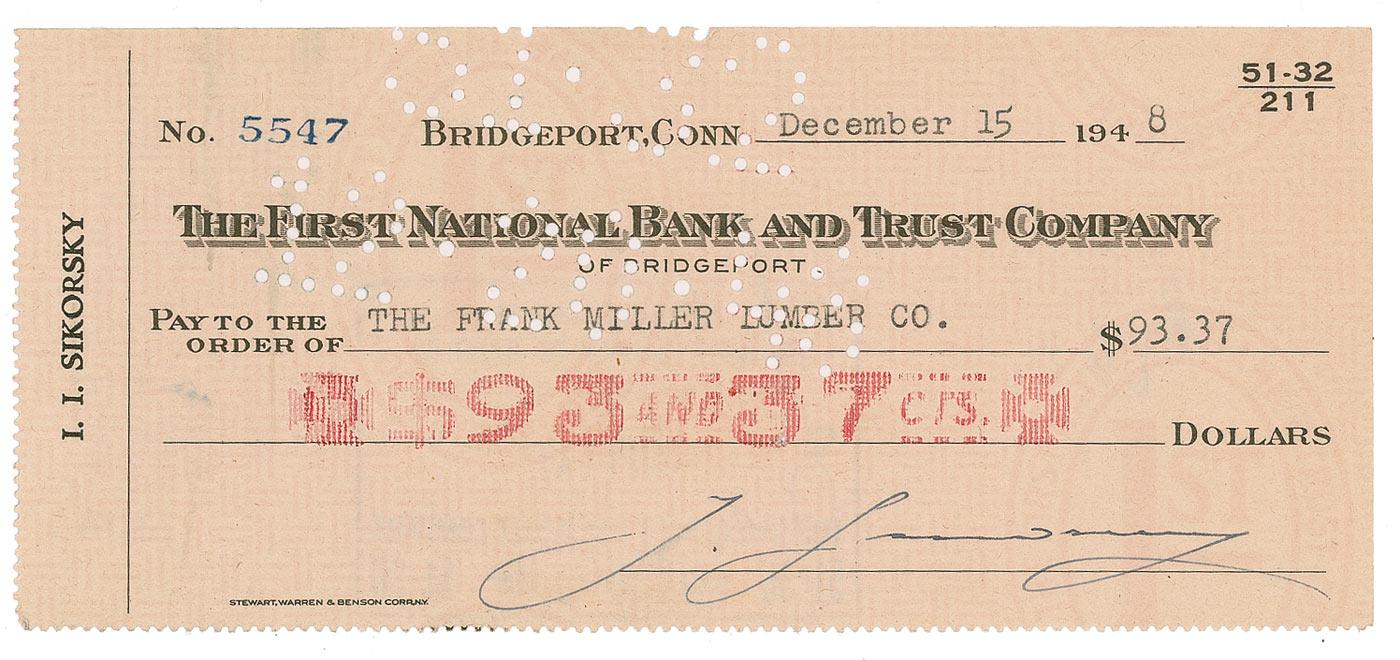 51-32
211
No. 5547 BRIDGEPORT, CONN. December 15 1948
THE FIRST NATIONAL BANK AND TRUST COMPANY
OF BRIDGEPORT
PAY TO THE
ORDER OF THE FRANK MILLER LUMBER CO. $93.37
$93 AND 37 CTS. DOLLARS
I. I. SIKORSKY
STEWART, WARREN & BENSON CORP. N.Y.